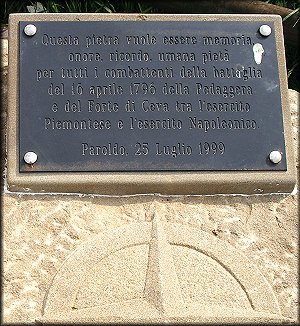 Questa pietra vuole essere memoria
onore, ricordo, umana pietà
per tutti i combattenti della battaglia
del 16 aprile 1796 della Pedaggera
e del Forte di Ceva tra l'esercito
Piemontese e l'esercito Napoleonico.
Paroldo, 25 Luglio 1999